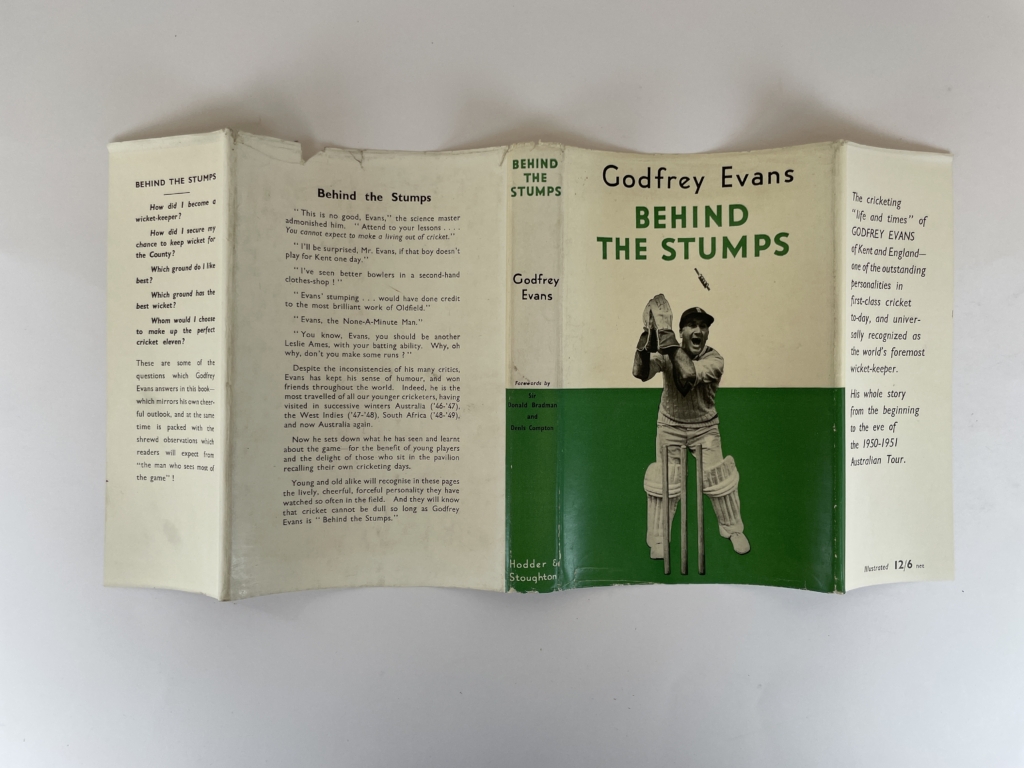 BEHIND THE STUMPS
How did I become a
wicket-keeper?
How did I secure my
chance to keep wicket for
the County?
Which ground do I like
best?
Which ground has the
best wicket?
Whom would I choose
to make up the perfect
cricket eleven?
These are some of the
questions which Godfrey
Evans answers in this book—
which mirrors his own cheer-
ful outlook, and at the same
time is packed with the
shrewd observations which
readers will expect from
"the man who sees most of
the game"!
Behind the Stumps
"This is no good, Evans," the science master
admonished him. "Attend to your lessons . . . .
You cannot expect to make a living out of cricket."
"I'll be surprised, Mr. Evans, if that boy doesn't
play for Kent one day."
"I've seen better bowlers in a second-hand
clothes-shop!"
"Evans' stumping . . . would have done credit
to the most brilliant work of Oldfield."
"Evans, the None-A-Minute Man."
"You know, Evans, you should be another
Leslie Ames, with your batting ability. Why, oh
why, don't you make some runs?"
Despite the inconsistencies of his many critics,
Evans has kept his sense of humour, and won
friends throughout the world. Indeed, he is the
most travelled of all our younger cricketers, having
visited in successive winters Australia ('46-'47),
the West Indies ('47-'48), South Africa ('48-'49),
and now Australia again.
Now he sets down what he has seen and learnt
about the game—for the benefit of young players
and the delight of those who sit in the pavilion
recalling their own cricketing days.
Young and old alike will recognise in these pages
the lively, cheerful, forceful personality they have
watched so often in the field. And they will know
that cricket cannot be dull so long as Godfrey
Evans is "Behind the Stumps."
BEHIND
THE
STUMPS
Godfrey
Evans
Forewords by
Sir
Donald Bradman
and
Denis Compton
Hodder &
Stoughton
Godfrey Evans
BEHIND
THE STUMPS
The cricketing
"life and times" of
GODFREY EVANS
of Kent and England—
one of the outstanding
personalities in
first-class cricket
to-day, and univer-
sally recognized as
the world's foremost
wicket-keeper.
His whole story
from the beginning
to the eve of
the 1950-1951
Australian Tour.
Illustrated 12/6 net